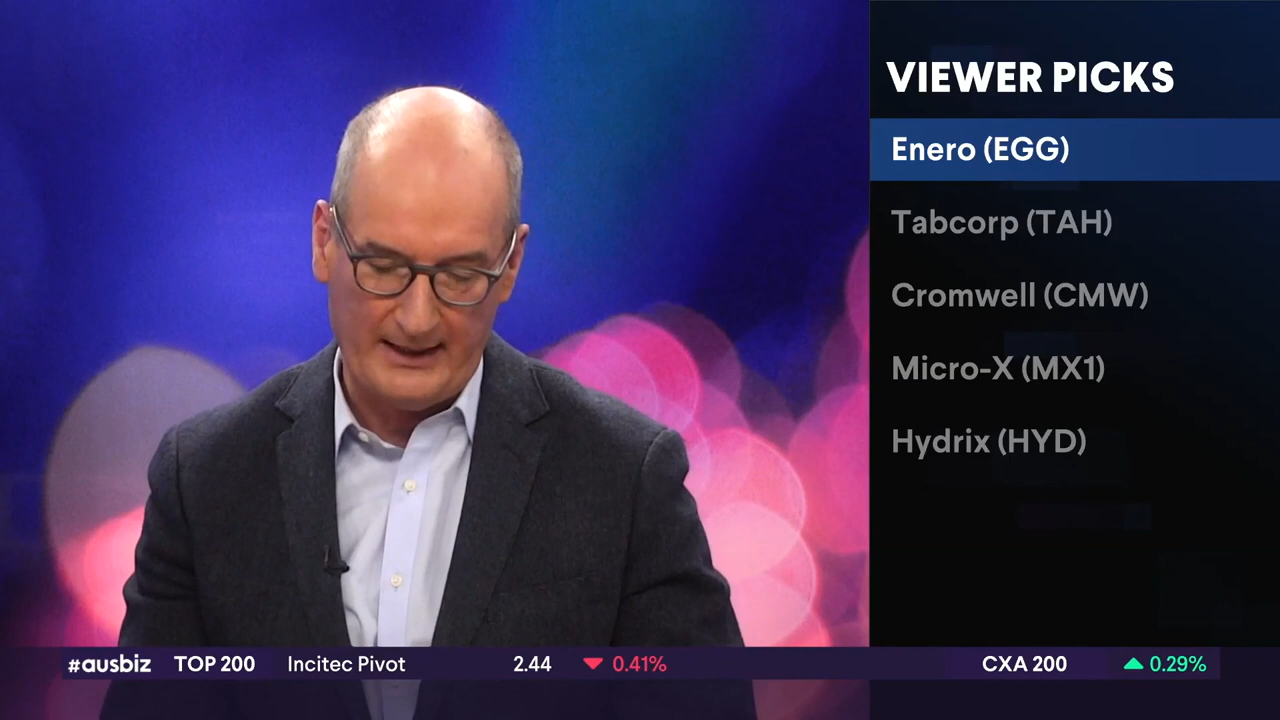 VIEWER PICKS
Enero (EGG)
Tabcorp (TAH)
Cromwell (CMW)
Micro-X (MX1)
Hydrix (HYD)
#ausbiz TOP 200 Incitec Pivot 2.44 0.41% CXA 200 0.29%